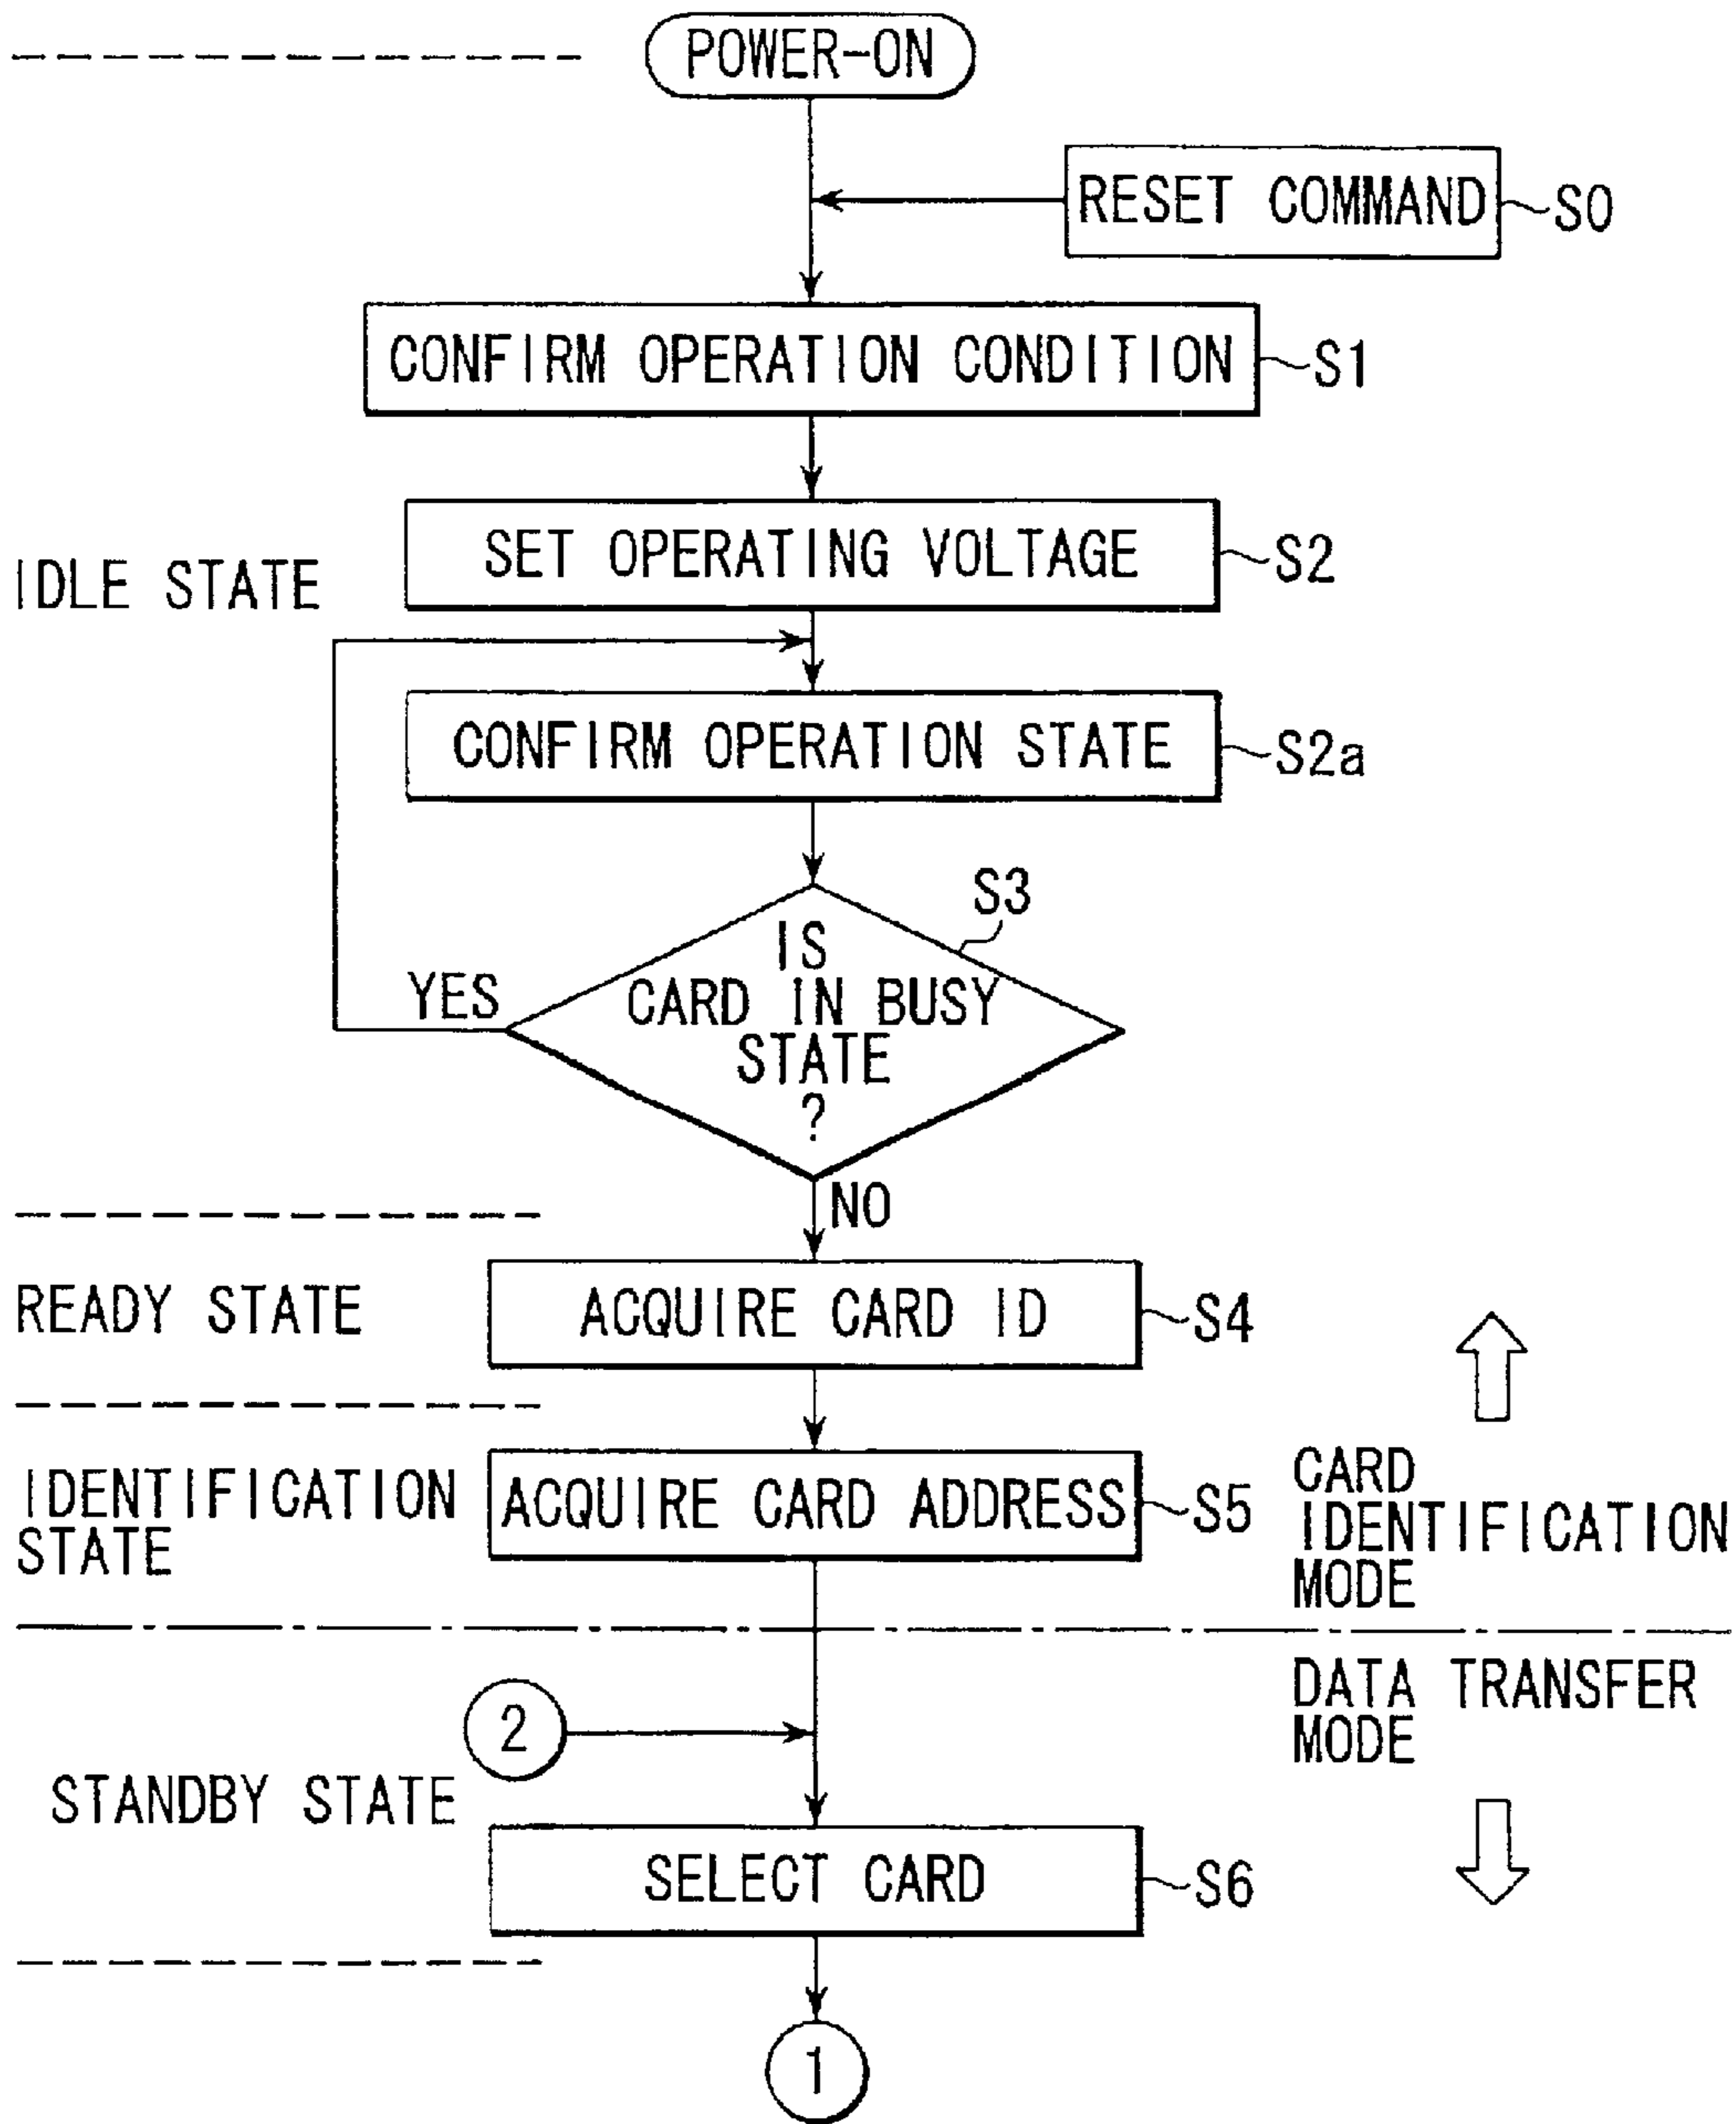 POWER-ON
RESET COMMAND
S0
CONFIRM OPERATION CONDITION
S1
IDLE STATE
SET OPERATING VOLTAGE
S2
CONFIRM OPERATION STATE
S2a
S3
IS
CARD IN BUSY
STATE
?
YES
NO
READY STATE
ACQUIRE CARD ID
S4
IDENTIFICATION
STATE
ACQUIRE CARD ADDRESS
S5
CARD
IDENTIFICATION
MODE
DATA TRANSFER
MODE
2
STANDBY STATE
SELECT CARD
S6
1